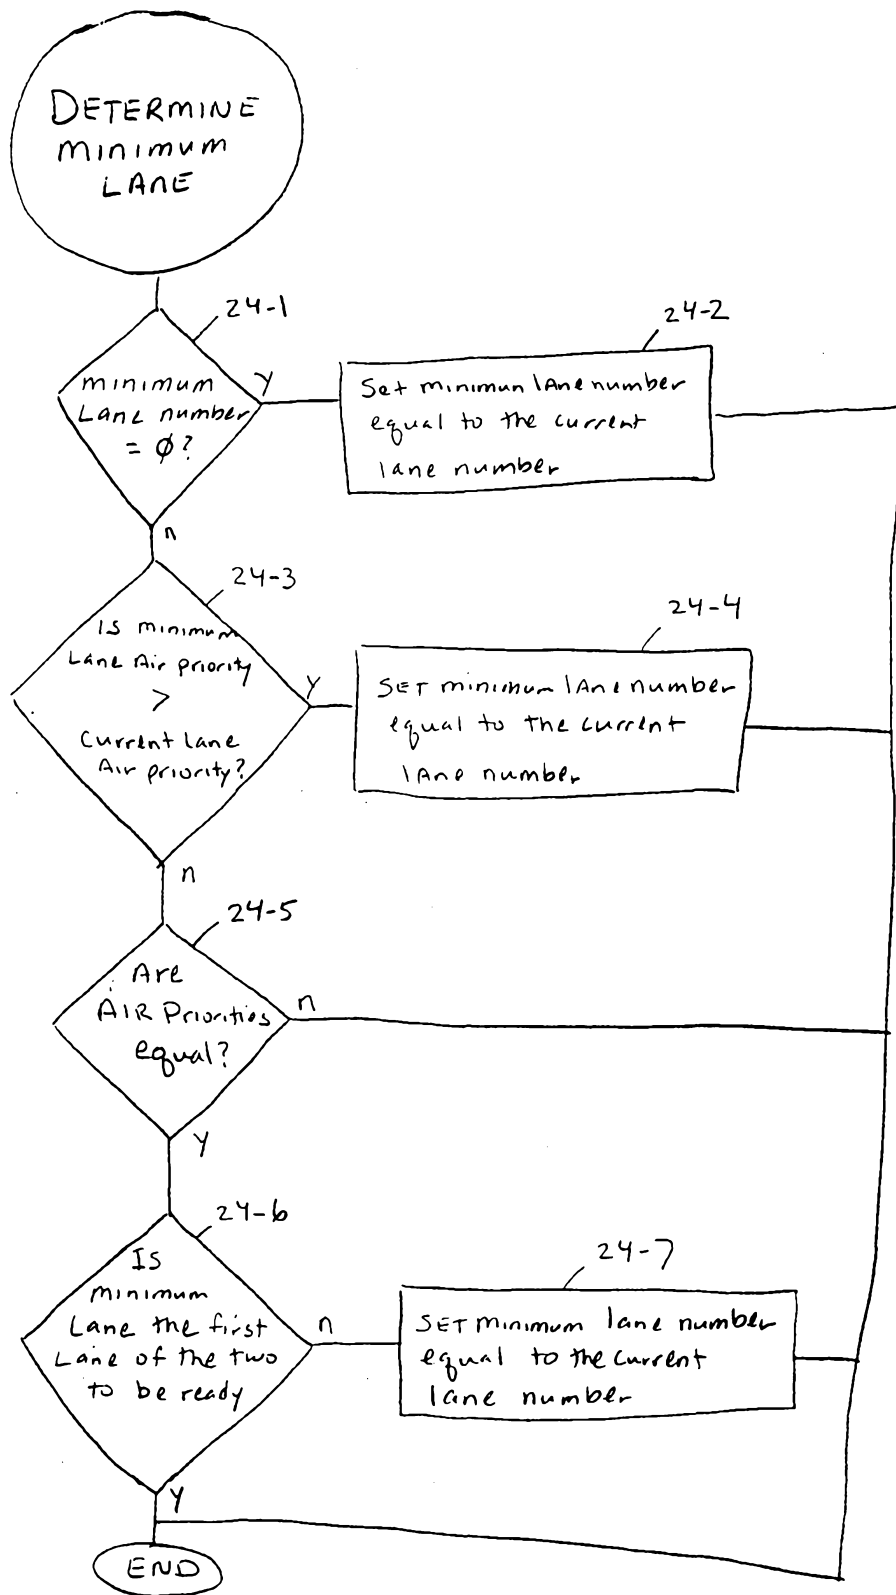 DETERMINE
MINIMUM
LANE
24-1
minimum
Lane number
= Ø?
Y
24-2
Set minimun lane number
equal to the current
lane number
n
24-3
Is minimum
Lane Air priority
>
Current lane
Air priority?
Y
24-4
SET minimum lane number
equal to the current
lane number
n
24-5
Are
AIR Priorities
equal?
n
Y
24-6
Is
minimum
Lane the first
Lane of the two
to be ready
n
24-7
SET minimum lane number
equal to the current
lane number
Y
END